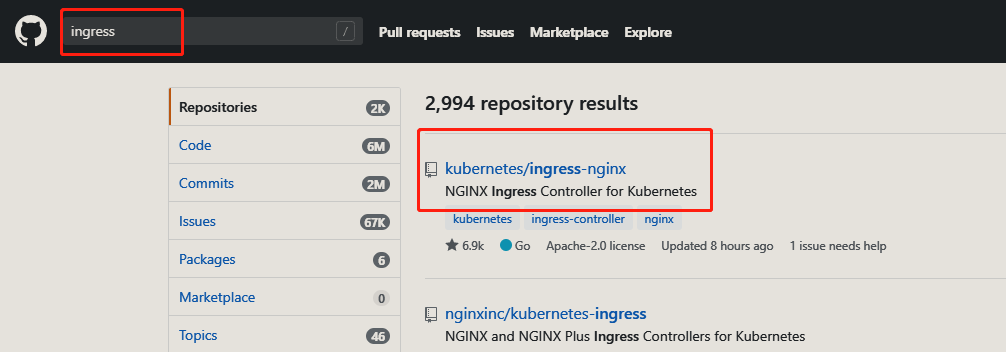 ingress / Pull requests Issues Marketplace Explore
Repositories 2K
Code 6M
Commits 2M
Issues 67K
Packages 6
Marketplace 0
Topics 46
2,994 repository results
kubernetes/ingress-nginx
NGINX Ingress Controller for Kubernetes
kubernetes ingress-controller nginx
6.9k Go Apache-2.0 license Updated 8 hours ago 1 issue needs help
nginxinc/kubernetes-ingress
NGINX and NGINX Plus Ingress Controllers for Kubernetes